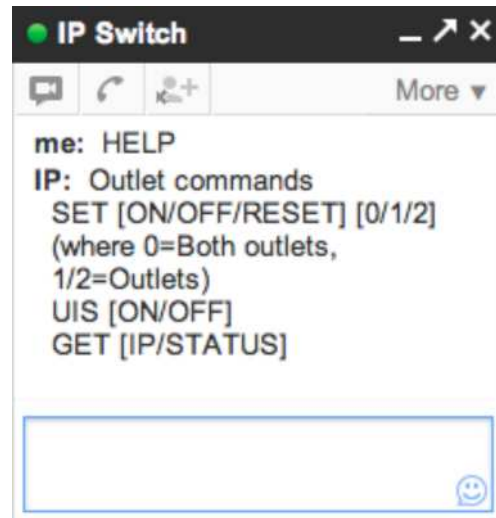 IP Switch
More
me: HELP
IP: Outlet commands
SET [ON/OFF/RESET] [0/1/2]
(where 0=Both outlets,
1/2=Outlets)
UIS [ON/OFF]
GET [IP/STATUS]